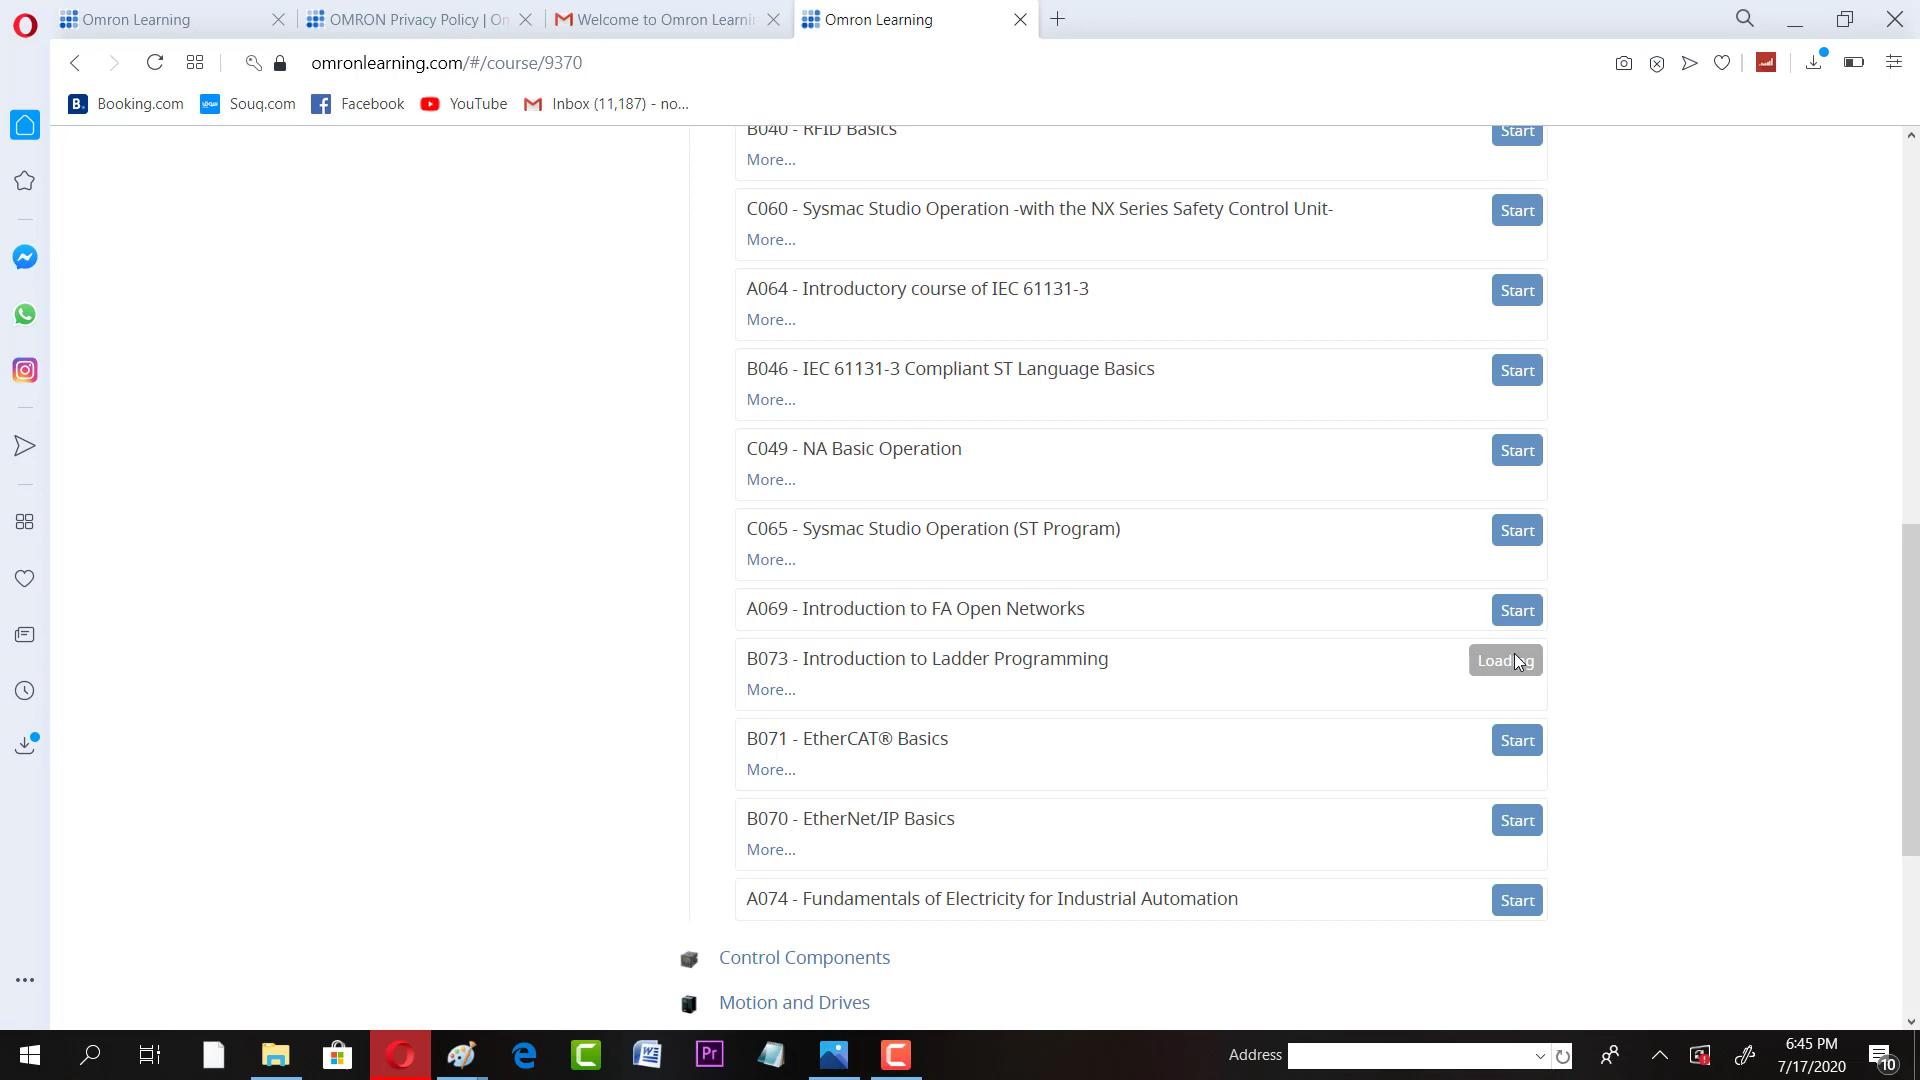 Omron Learning
OMRON Privacy Policy | On
Welcome to Omron Learnin
Omron Learning
omronlearning.com/#/course/9370
B. Booking.com
Souq.com
Facebook
YouTube
Inbox (11,187) - no...
B040 - RFID Basics
Start
More...
C060 - Sysmac Studio Operation -with the NX Series Safety Control Unit-
Start
More...
A064 - Introductory course of IEC 61131-3
Start
More...
B046 - IEC 61131-3 Compliant ST Language Basics
Start
More...
C049 - NA Basic Operation
Start
More...
C065 - Sysmac Studio Operation (ST Program)
Start
More...
A069 - Introduction to FA Open Networks
Start
B073 - Introduction to Ladder Programming
More...
B071 - EtherCAT® Basics
Start
More...
B070 - EtherNet/IP Basics
Start
More...
A074 - Fundamentals of Electricity for Industrial Automation
Start
Control Components
Motion and Drives
Pr
Address
6:45 PM
7/17/2020
10